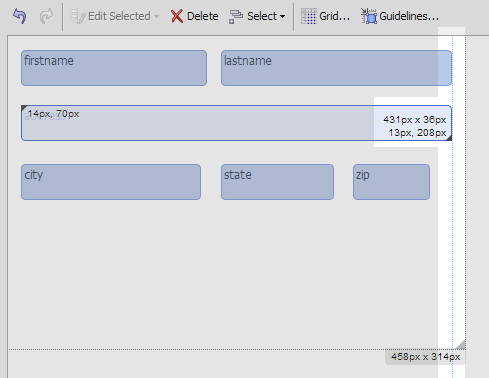 Edit Selected Delete Select Grid... Guidelines...
firstname lastname
14px, 70px
431px x 36px
13px, 208px
city state zip
458px x 314px